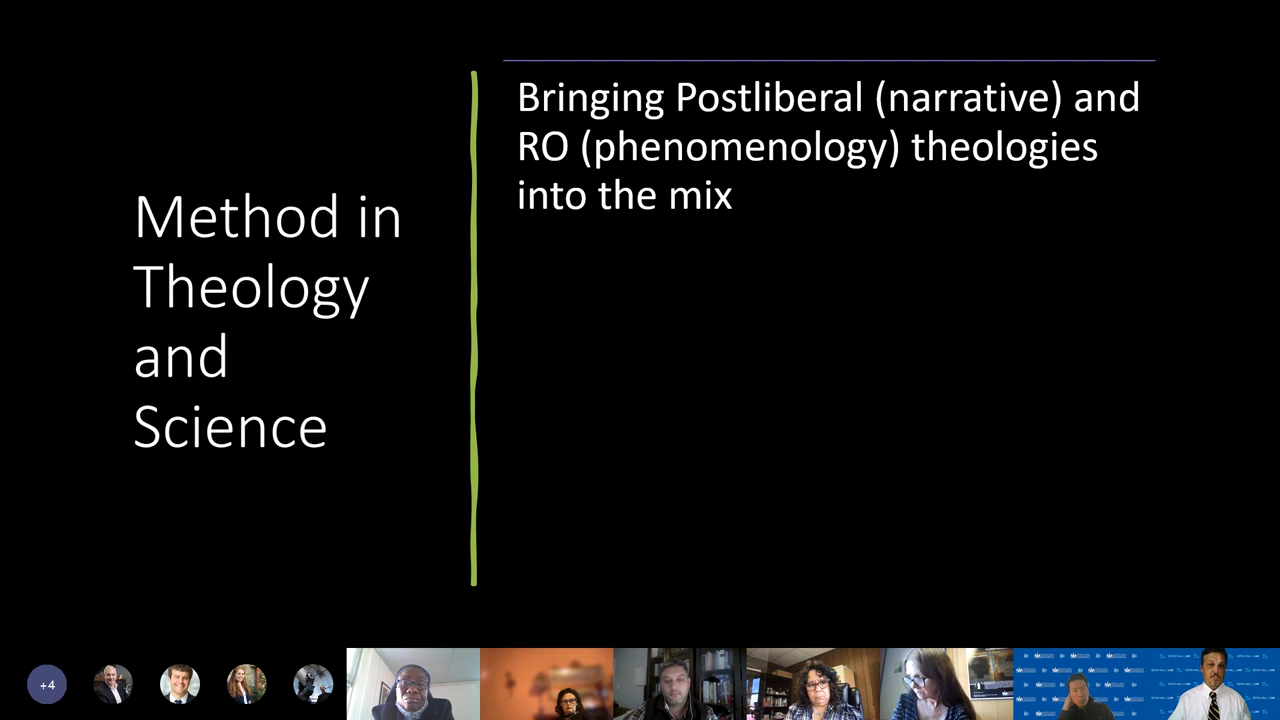 Bringing Postliberal (narrative) and
RO (phenomenology) theologies
into the mix
Method in
Theology
and
Science
+4